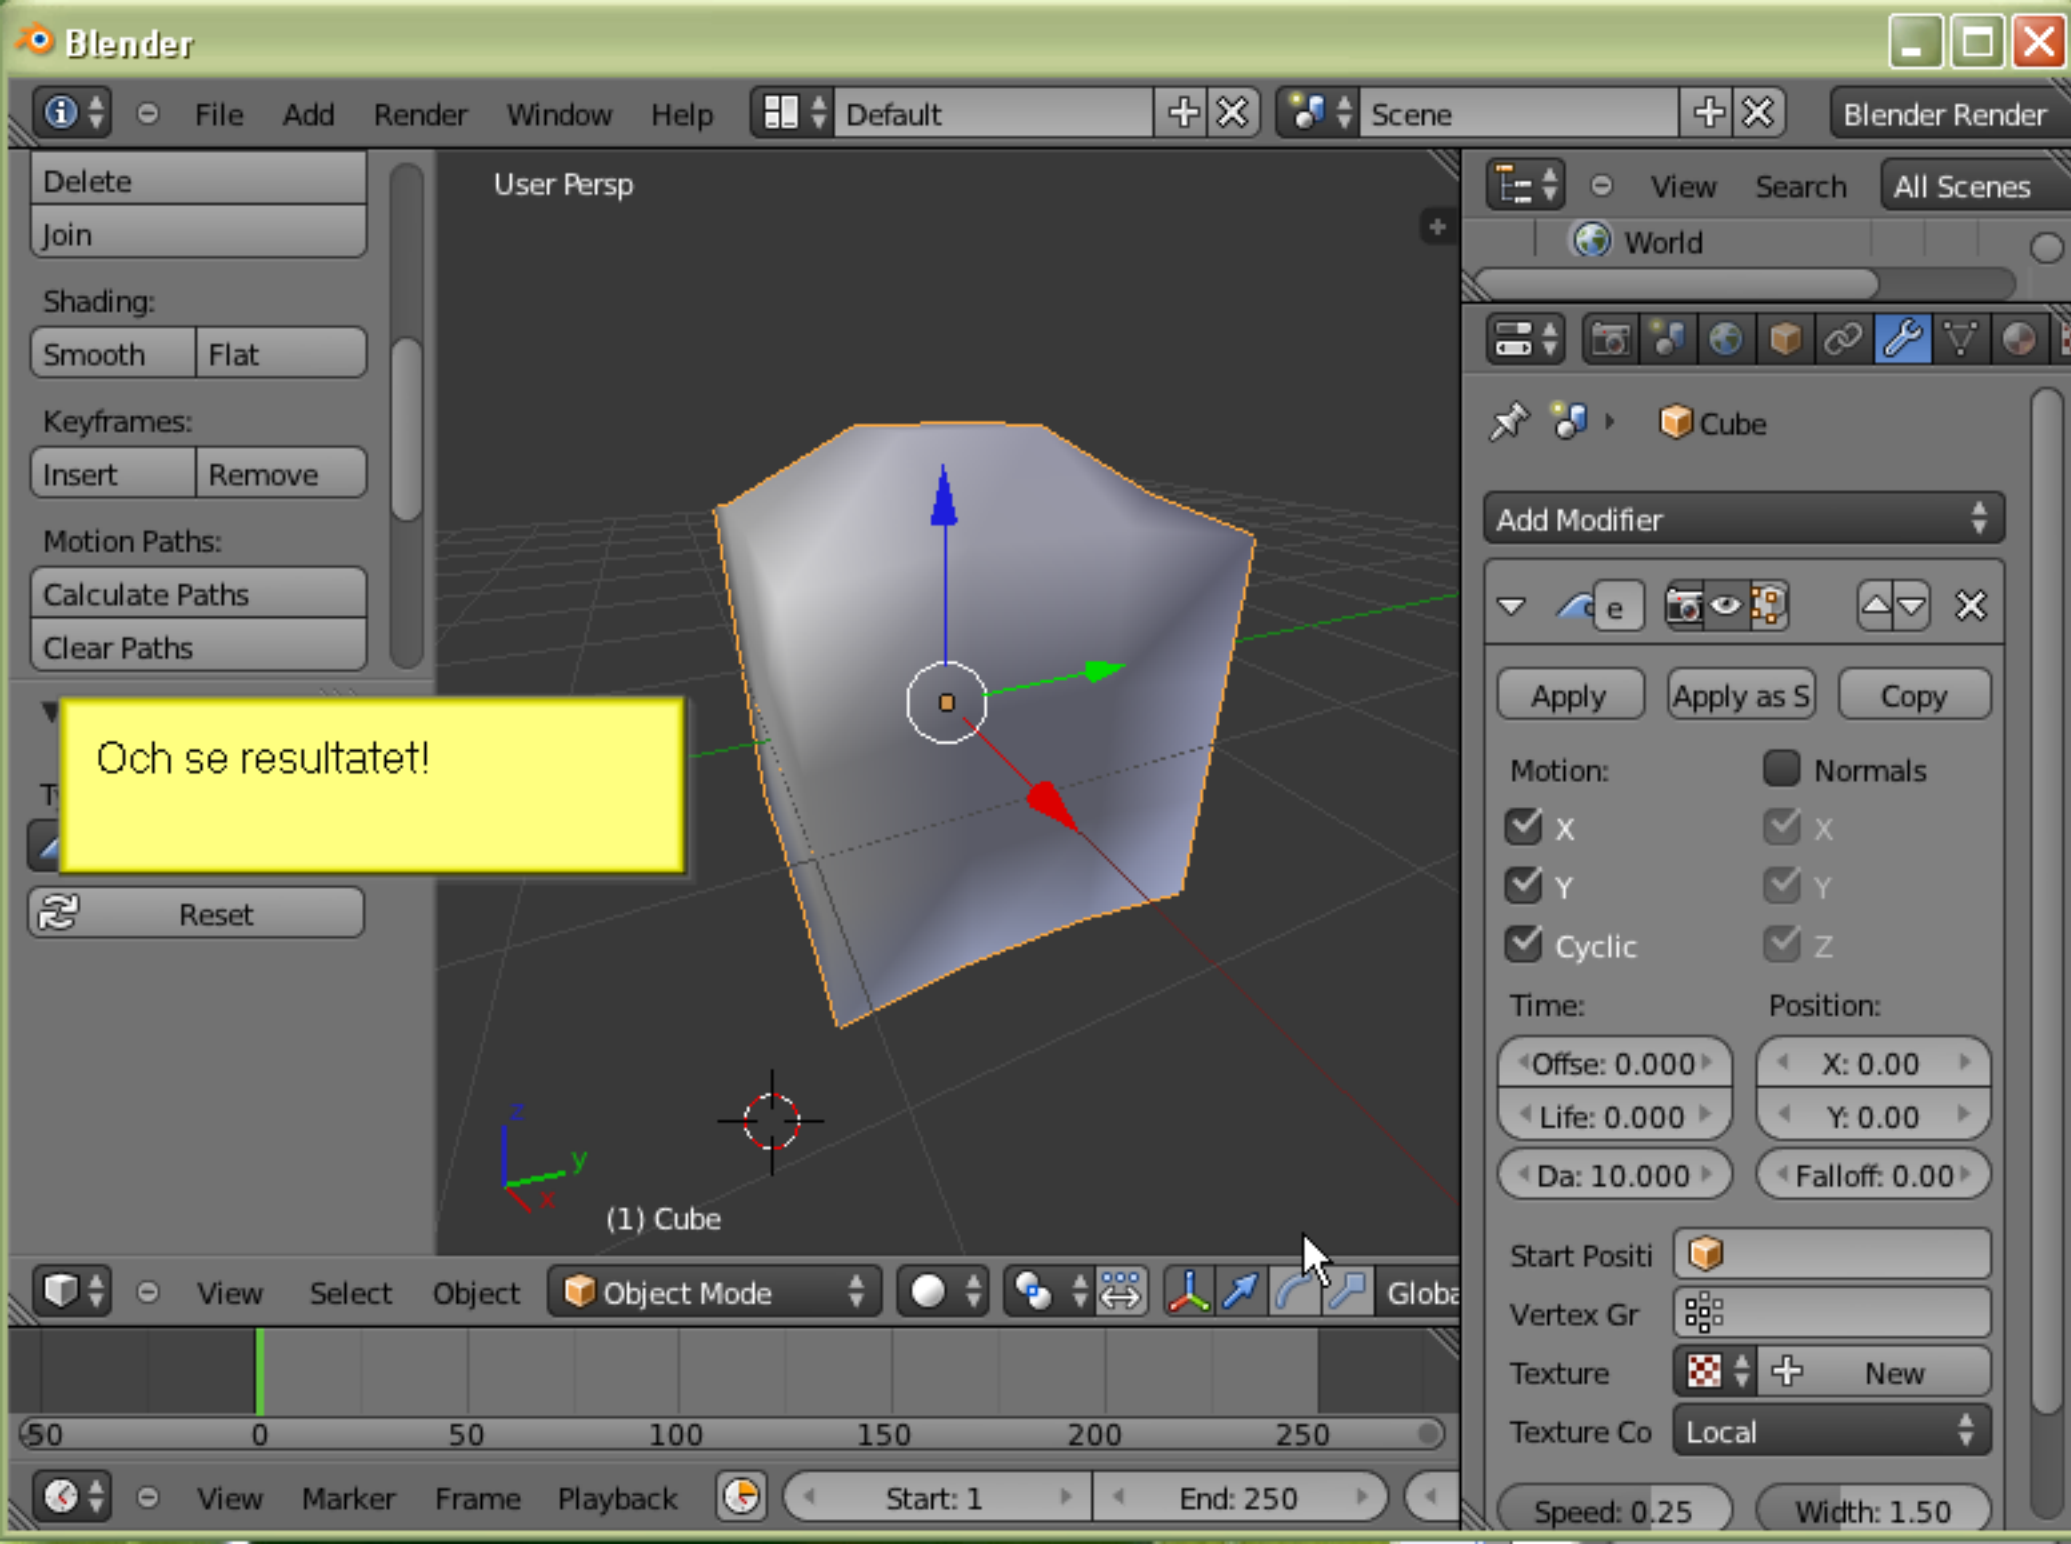 Blender
File Add Render Window Help Default Scene Blender Render
Delete
Join
Shading:
Smooth Flat
Keyframes:
Insert Remove
Motion Paths:
Calculate Paths
Clear Paths
Och se resultatet!
Reset
User Persp
z
y
x
(1) Cube
View Select Object Object Mode Globa
-50 0 50 100 150 200 250
View Marker Frame Playback Start: 1 End: 250
View Search All Scenes
World
Cube
Add Modifier
e
Apply Apply as S Copy
Motion: Normals
X X
Y Y
Cyclic Z
Time: Position:
Offse: 0.000 X: 0.00
Life: 0.000 Y: 0.00
Da: 10.000 Falloff: 0.00
Start Positi
Vertex Gr
Texture New
Texture Co Local
Speed: 0.25 Width: 1.50